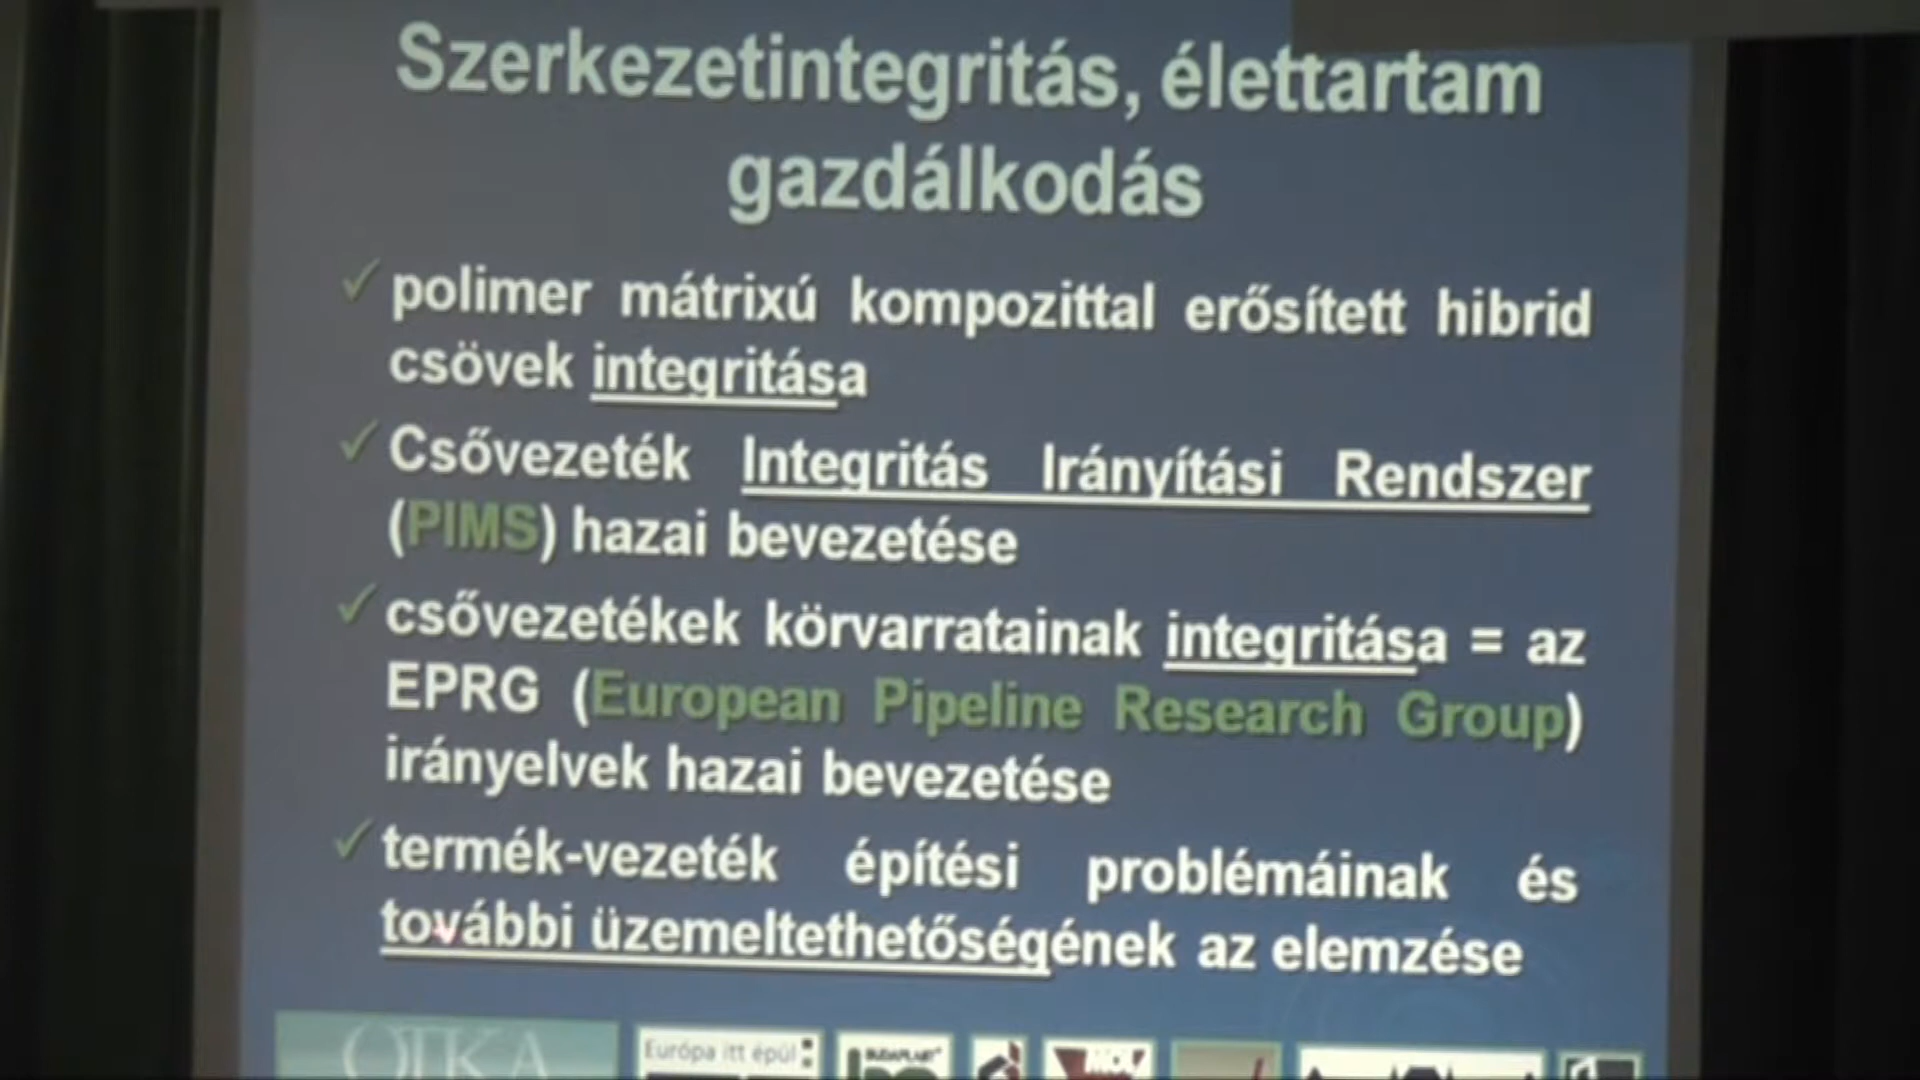 Szerkezetintegritás, élettartam
gazdálkodás
✓ polimer mátrixú kompozittal erősített hibrid
csövek integritása
✓ Csővezeték Integritás Irányítási Rendszer
(PIMS) hazai bevezetése
✓ csővezetékek körvarratainak integritása = az
EPRG (European Pipeline Research Group)
irányelvek hazai bevezetése
✓ termék-vezeték építési problémáinak és
további üzemeltethetőségének az elemzése
OTKA
Európa itt épül